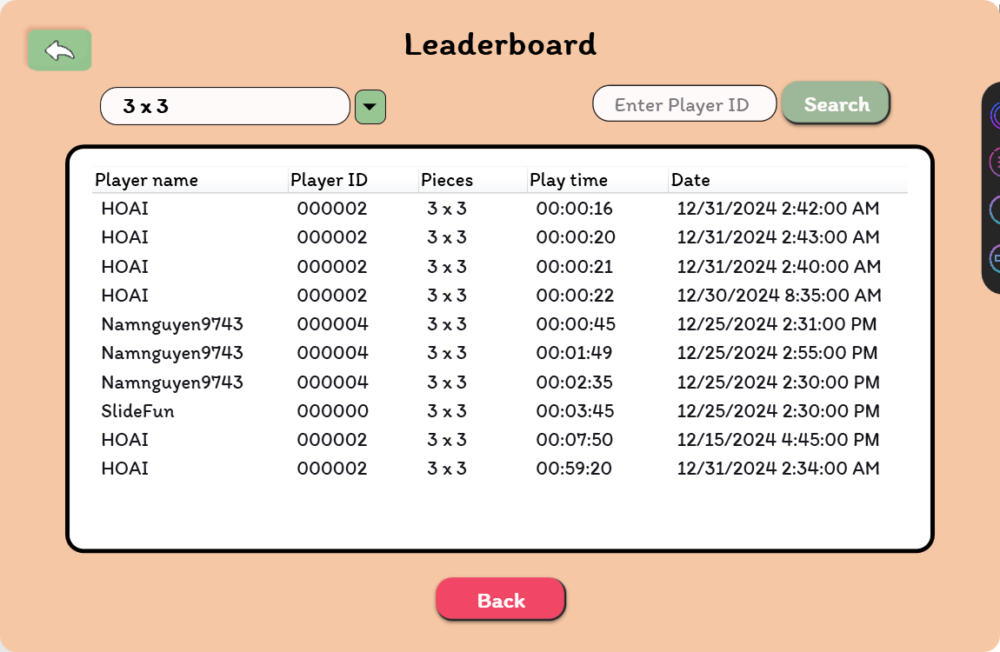 Leaderboard
3 x 3
Enter Player ID
Search
Player name Player ID Pieces Play time Date
HOAI 000002 3 x 3 00:00:16 12/31/2024 2:42:00 AM
HOAI 000002 3 x 3 00:00:20 12/31/2024 2:43:00 AM
HOAI 000002 3 x 3 00:00:21 12/31/2024 2:40:00 AM
HOAI 000002 3 x 3 00:00:22 12/30/2024 8:35:00 AM
Namnguyen9743 000004 3 x 3 00:00:45 12/25/2024 2:31:00 PM
Namnguyen9743 000004 3 x 3 00:01:49 12/25/2024 2:55:00 PM
Namnguyen9743 000004 3 x 3 00:02:35 12/25/2024 2:30:00 PM
SlideFun 000000 3 x 3 00:03:45 12/25/2024 2:30:00 PM
HOAI 000002 3 x 3 00:07:50 12/15/2024 4:45:00 PM
HOAI 000002 3 x 3 00:59:20 12/31/2024 2:34:00 AM
Back